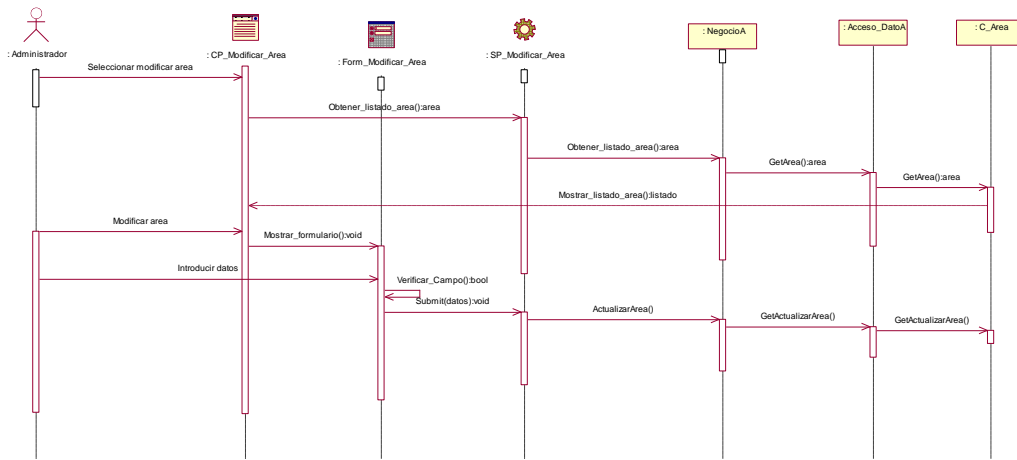 : Administrador
: CP_Modificar_Area
: Form_Modificar_Area
: SP_Modificar_Area
: NegocioA
: Acceso_DatoA
: C_Area
Seleccionar modificar area
Obtener_listado_area():area
Obtener_listado_area():area
GetArea():area
GetArea():area
Mostrar_listado_area():listado
Modificar area
Mostrar_formulario():void
Introducir datos
Verificar_Campo():bool
Submit(datos):void
ActualizarArea()
GetActualizarArea()
GetActualizarArea()